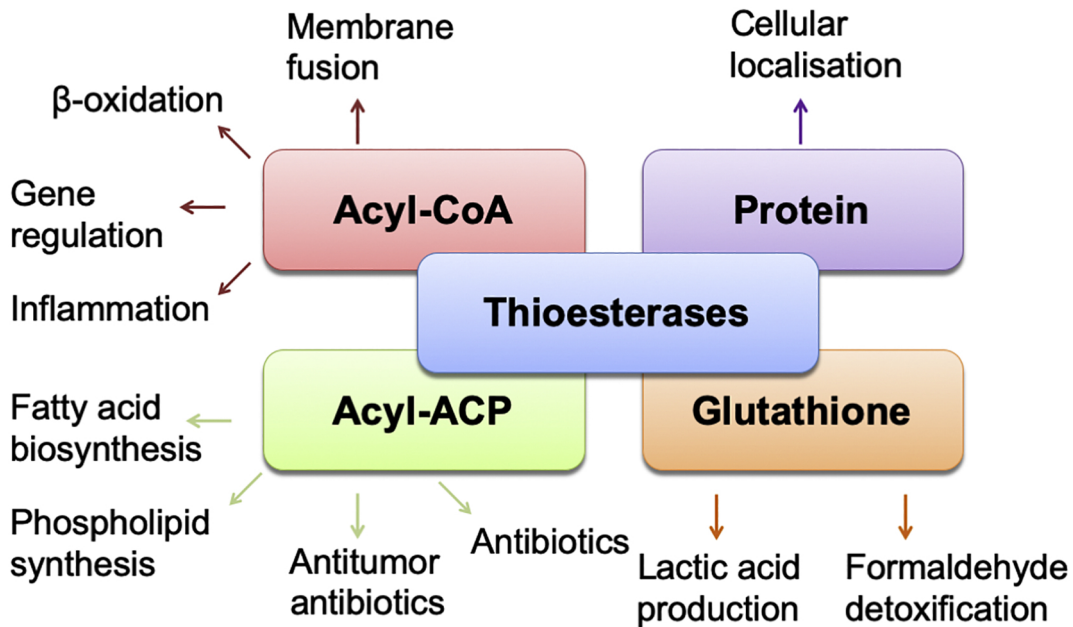 Membrane
fusion
Cellular
localisation
β-oxidation
Gene
regulation
Inflammation
Acyl-CoA
Protein
Thioesterases
Acyl-ACP
Glutathione
Fatty acid
biosynthesis
Phospholipid
synthesis
Antitumor
antibiotics
Antibiotics
Lactic acid
production
Formaldehyde
detoxification